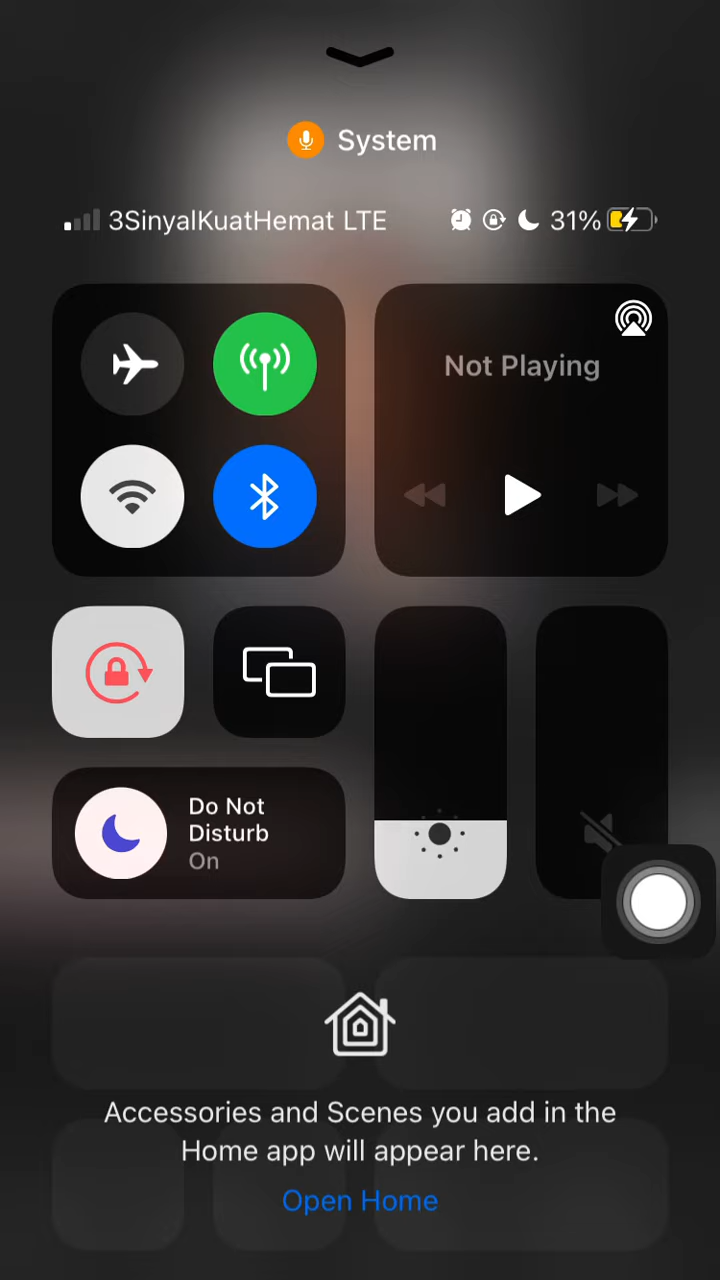 System
3SinyalKuatHemat LTE 31%
Not Playing
Do Not
Disturb
On
Accessories and Scenes you add in the
Home app will appear here.
Open Home